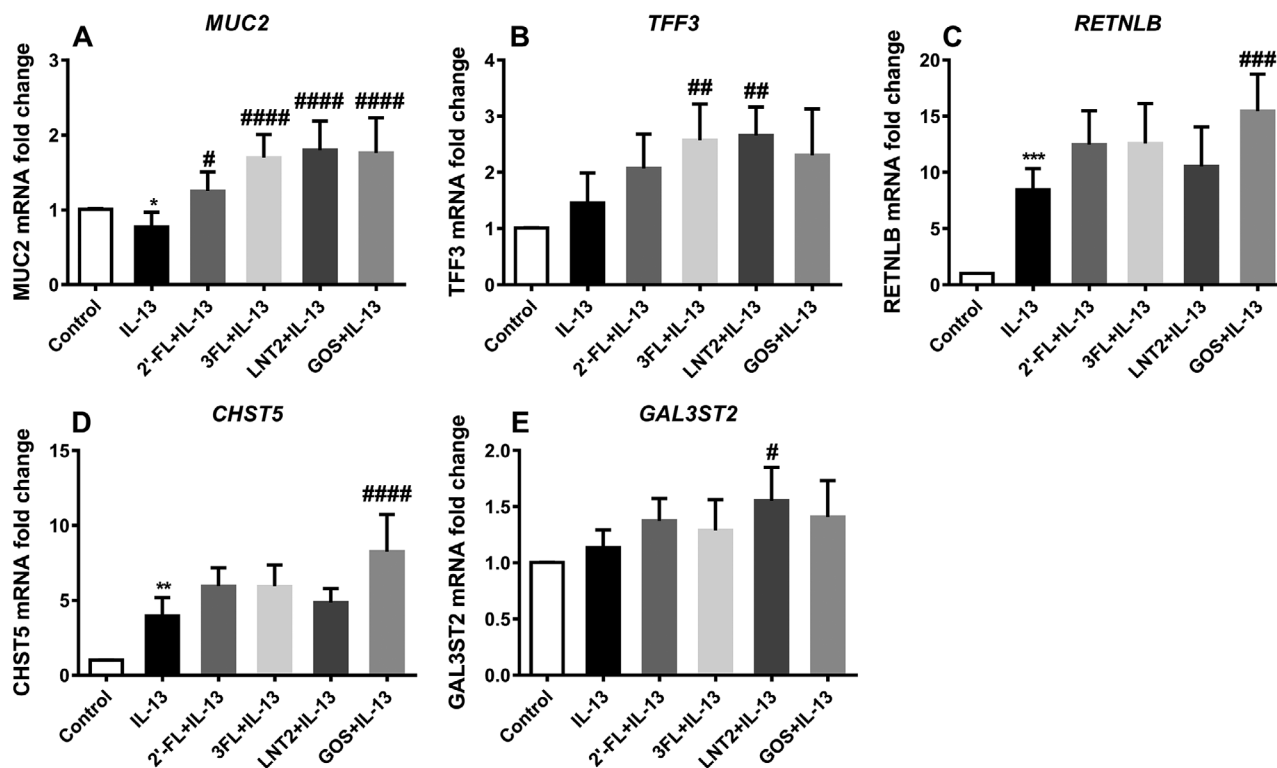 A
MUC2
MUC2 mRNA fold change
3
2
1
0
*
#
####
####
####
Control
IL-13
2'-FL+IL-13
3FL+IL-13
LNT2+IL-13
GOS+IL-13
B
TFF3
TFF3 mRNA fold change
4
3
2
1
0
##
##
Control
IL-13
2'-FL+IL-13
3FL+IL-13
LNT2+IL-13
GOS+IL-13
C
RETNLB
RETNLB mRNA fold change
20
15
10
5
0
***
###
Control
IL-13
2'-FL+IL-13
3FL+IL-13
LNT2+IL-13
GOS+IL-13
D
CHST5
CHST5 mRNA fold change
15
10
5
0
**
####
Control
IL-13
2'-FL+IL-13
3FL+IL-13
LNT2+IL-13
GOS+IL-13
E
GAL3ST2
GAL3ST2 mRNA fold change
2.0
1.5
1.0
0.5
0.0
#
Control
IL-13
2'-FL+IL-13
3FL+IL-13
LNT2+IL-13
GOS+IL-13